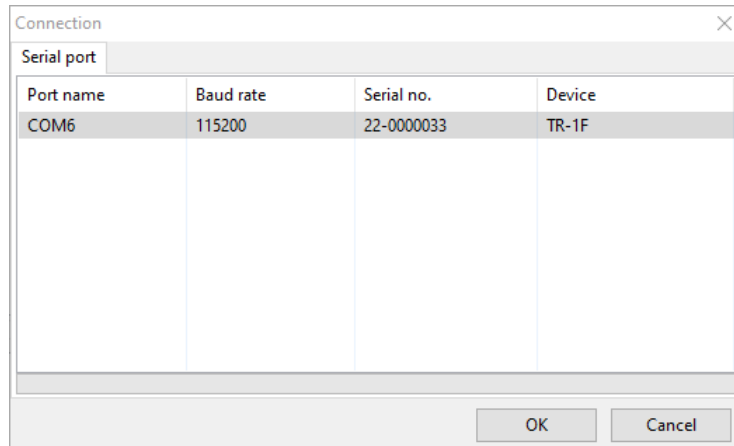 Connection
Serial port
Port name Baud rate Serial no. Device
COM6 115200 22-0000033 TR-1F
OK Cancel